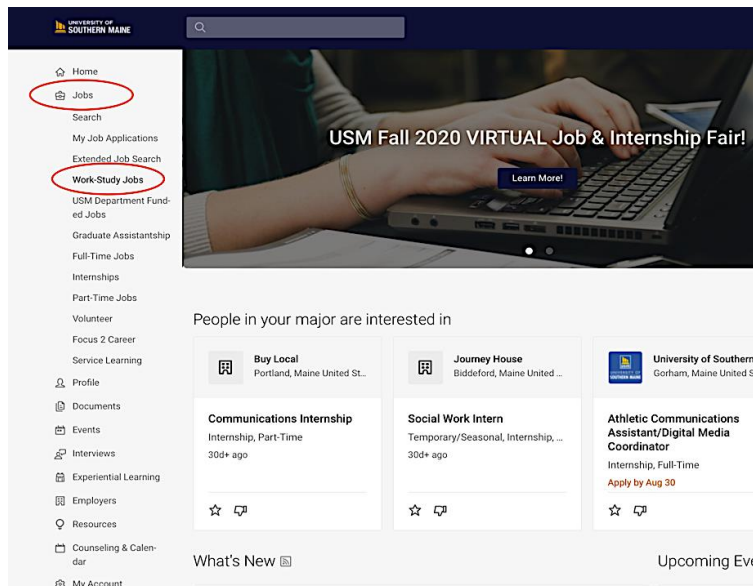 UNIVERSITY OF
SOUTHERN MAINE
Home
Jobs
Search
My Job Applications
Extended Job Search
Work-Study Jobs
USM Department Fund-
ed Jobs
Graduate Assistantship
Full-Time Jobs
Internships
Part-Time Jobs
Volunteer
Focus 2 Career
Service Learning
Profile
Documents
Events
Interviews
Experiential Learning
Employers
Resources
Counseling & Calen-
dar
My Account
USM Fall 2020 VIRTUAL Job & Internship Fair!
Learn More!
People in your major are interested in
Buy Local
Portland, Maine United St...
Communications Internship
Internship, Part-Time
30d+ ago
Journey House
Biddeford, Maine United ...
Social Work Intern
Temporary/Seasonal, Internship, ...
30d+ ago
University of Southern
Gorham, Maine United S
Athletic Communications
Assistant/Digital Media
Coordinator
Internship, Full-Time
Apply by Aug 30
What's New
Upcoming Eve